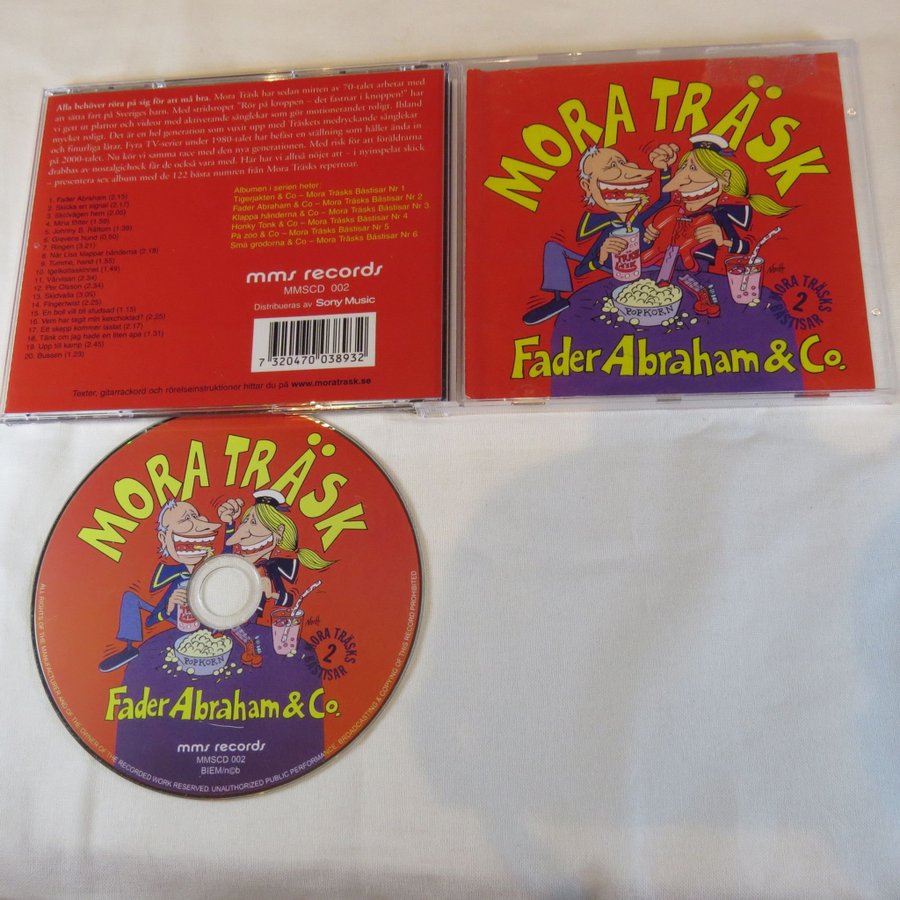 Alla behöver röra på sig för att må bra. Mora Träsk har sedan mitten av 70-talet arbetat med
att sätta fart på Sveriges barn. Med stridsropet "Rör på kroppen – det fastnar i knoppen!" har
vi gett ut plattor och videor med aktiverande sånglekar som gör motionerandet roligt. Ibland
mycket roligt. Det är en hel generation som vuxit upp med Träskets medryckande sånglekar
och finurliga låtar. Fyra TV-serier under 1980-talet har befäst en ställning som håller ända in
på 2000-talet. Nu kör vi samma race med den nya generationen. Med risk för att föräldrarna
drabbas av nostalgichock får de också vara med. Här har vi alltså nöjet att – i nyinspelat skick
– presentera sex album med de 122 bästa numren från Mora Träsks repertoar.
1. Fader Abraham (2.15)
2. Skicka ert signal (2.17)
3. Skolvägen hem (2.05)
4. Mina fötter (1.59)
5. Johnny B. Rättom (1.39)
6. Grevens hund (0.50)
7. Ringen (3.21)
8. När Lisa klappar händerna (2.18)
9. Tumme, hand (1.55)
10. Igelkottaskinnet (1.49)
11. Vårvisan (2.34)
12. Per Olsson (2.34)
13. Skidvalla (3.05)
14. Fingertwist (2.25)
15. En boll vill bli studsad (1.15)
16. Vem har tagit min kexchoklad? (2.25)
17. Ett skepp kommer lastat (2.17)
18. Tänk om jag hade en liten apa (1.31)
19. Upp till kamp (2.45)
20. Bussen (1.23)
Albumen i serien heter:
Tigerjakten & Co – Mora Träsks Bästisar Nr 1
Fader Abraham & Co – Mora Träsks Bästisar Nr 2
Klappa händerna & Co – Mora Träsks Bästisar Nr 3
Honky Tonk & Co – Mora Träsks Bästisar Nr 4
På zoo & Co – Mora Träsks Bästisar Nr 5
Små grodorna & Co – Mora Träsks Bästisar Nr 6
mms records
MMSCD 002
Distribueras av Sony Music
7 320470 038932
Texter, gitarrackord och rörelseinstruktioner hittar du på www.moratrask.se
MORA TRÄSK
TRÄSK
LÄSK
POPKORN
North
MORA TRÄSKS
2
BÄSTISAR
Fader Abraham & Co.
MORA TRÄSK
POPKORN
North
MORA TRÄSKS
2
BÄSTISAR
Fader Abraham & Co.
mms records
MMSCD 002
BIEM/n©b
ALL RIGHTS OF THE MANUFACTURER AND OF THE OWNER OF THE RECORDED WORK RESERVED. UNAUTHORIZED PUBLIC PERFORMANCE, BROADCASTING & COPYING OF THIS RECORD PROHIBITED